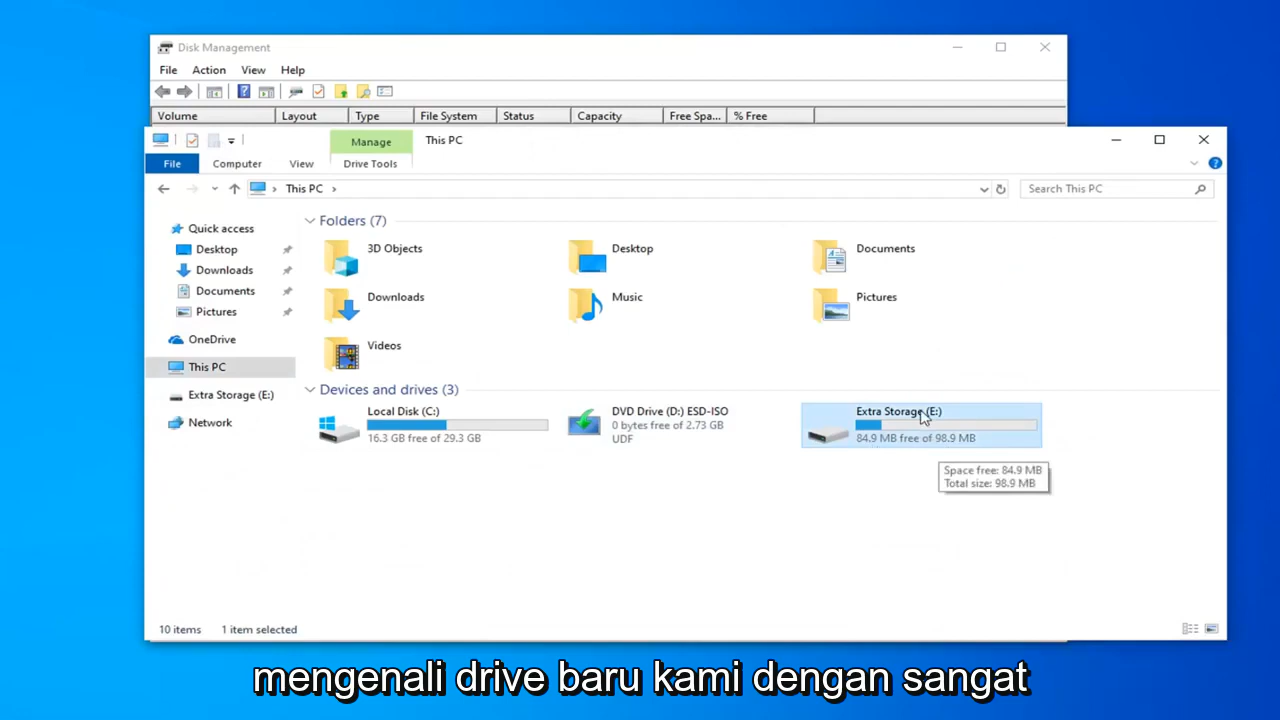 Disk Management
File Action View Help
Volume Layout Type File System Status Capacity Free Spa... % Free
Manage This PC
File Computer View Drive Tools
This PC
Search This PC
Quick access
Desktop
Downloads
Documents
Pictures
OneDrive
This PC
Extra Storage (E:)
Network
Folders (7)
3D Objects Desktop Documents
Downloads Music Pictures
Videos
Devices and drives (3)
Local Disk (C:)
16.3 GB free of 29.3 GB
DVD Drive (D:) ESD-ISO
0 bytes free of 2.73 GB
UDF
Extra Storage (E:)
84.9 MB free of 98.9 MB
Space free: 84.9 MB
Total size: 98.9 MB
10 items 1 item selected
mengenali drive baru kami dengan sangat